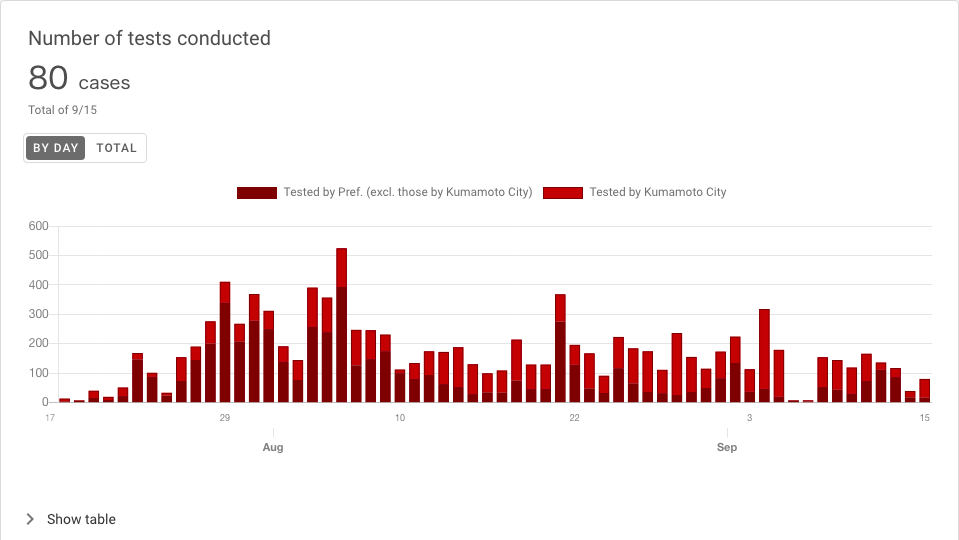 Number of tests conducted
80 cases
Total of 9/15
BY DAY TOTAL
Tested by Pref. (excl. those by Kumamoto City) Tested by Kumamoto City
600
500
400
300
200
100
0
17 29 10 22 3 15
Aug Sep
Show table